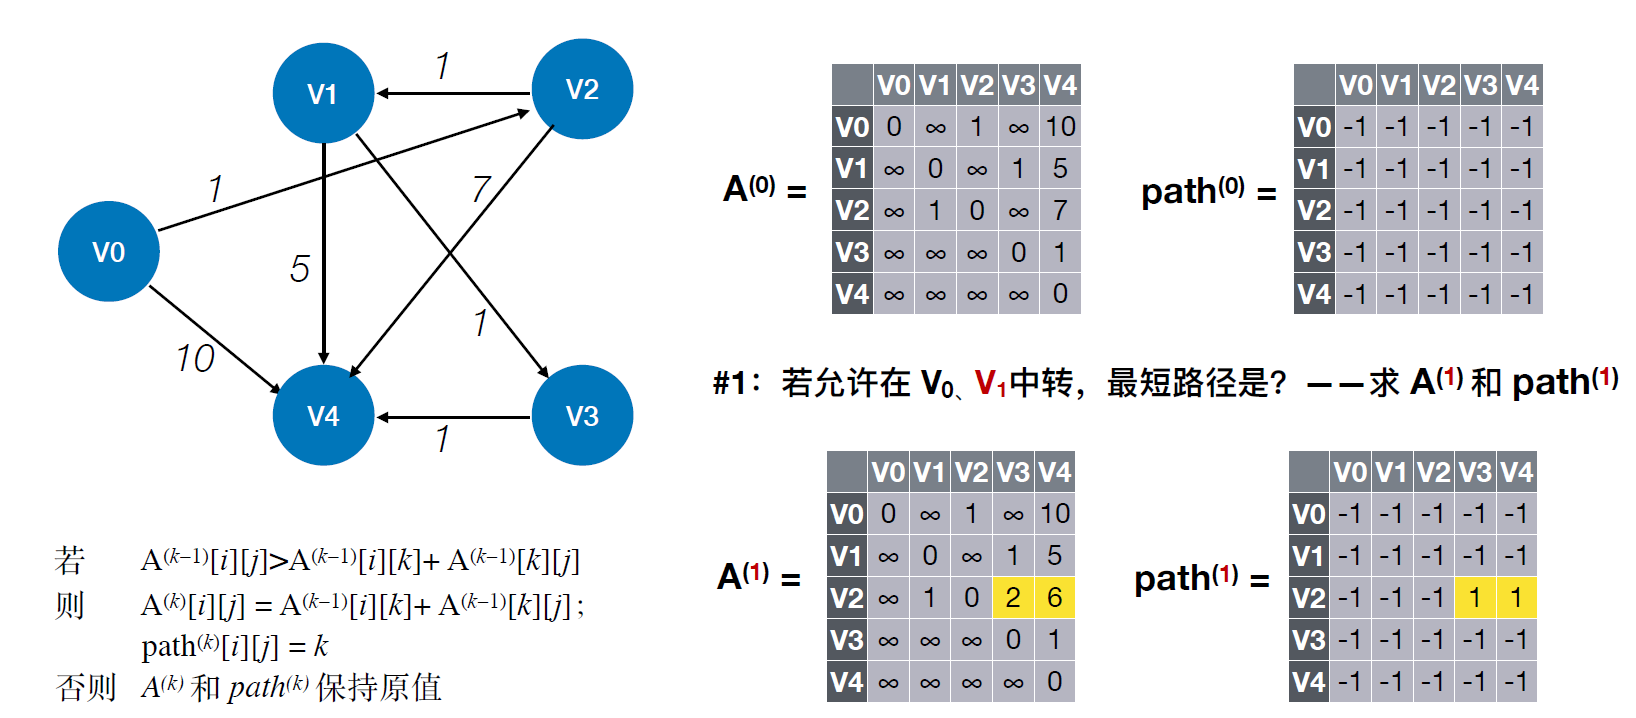 V1
V2
V0
V4
V3
1
1
7
5
10
1
1
A(0) =
V0 V1 V2 V3 V4
V0 0 ∞ 1 ∞ 10
V1 ∞ 0 ∞ 1 5
V2 ∞ 1 0 ∞ 7
V3 ∞ ∞ ∞ 0 1
V4 ∞ ∞ ∞ ∞ 0
path(0) =
V0 V1 V2 V3 V4
V0 -1 -1 -1 -1 -1
V1 -1 -1 -1 -1 -1
V2 -1 -1 -1 -1 -1
V3 -1 -1 -1 -1 -1
V4 -1 -1 -1 -1 -1
#1：若允许在 V0、V1中转，最短路径是？——求 A(1) 和 path(1)
A(1) =
V0 V1 V2 V3 V4
V0 0 ∞ 1 ∞ 10
V1 ∞ 0 ∞ 1 5
V2 ∞ 1 0 2 6
V3 ∞ ∞ ∞ 0 1
V4 ∞ ∞ ∞ ∞ 0
path(1) =
V0 V1 V2 V3 V4
V0 -1 -1 -1 -1 -1
V1 -1 -1 -1 -1 -1
V2 -1 -1 -1 1 1
V3 -1 -1 -1 -1 -1
V4 -1 -1 -1 -1 -1
若 A(k−1)[i][j]>A(k−1)[i][k]+ A(k−1)[k][j]
则 A(k)[i][j] = A(k−1)[i][k]+ A(k−1)[k][j] ;
path(k)[i][j] = k
否则 A(k) 和 path(k) 保持原值